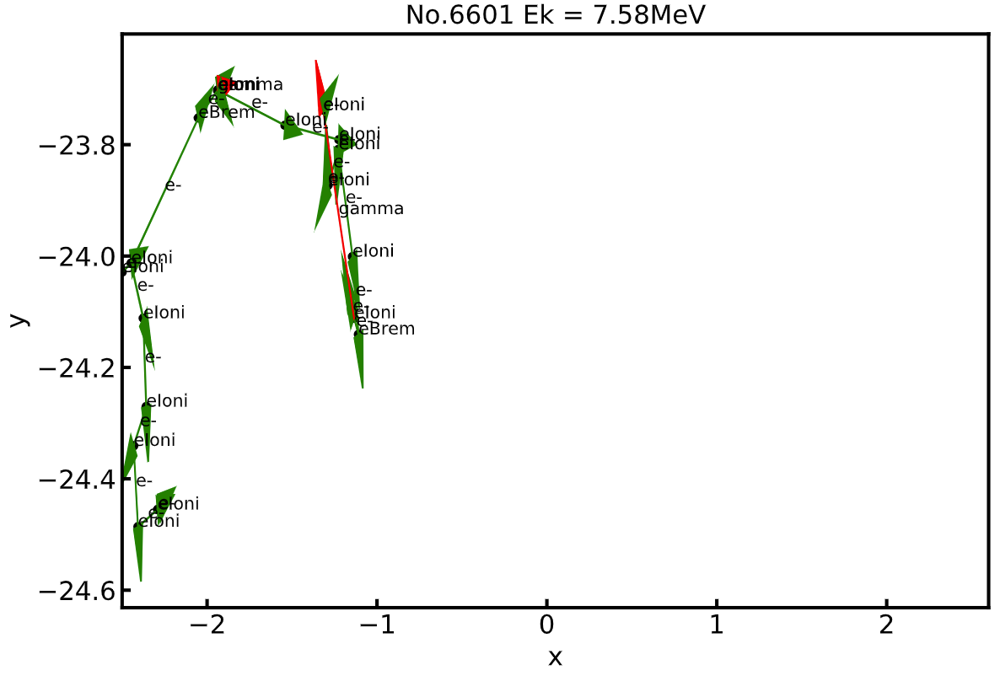 No.6601 Ek = 7.58MeV
gamma
eIoni
e-
e-
eBrem
eIoni
eIoni
e-
eIoni
eIoni
e-
eIoni
e-
e-
gamma
eIoni
eIoni
eIoni
e-
e-
e-
eIoni
eIoni
e-
eBrem
e-
eIoni
e-
eIoni
e-
eIoni
e-
eIoni
−23.8
−24.0
−24.2
−24.4
−24.6
y
−2
−1
0
1
2
x